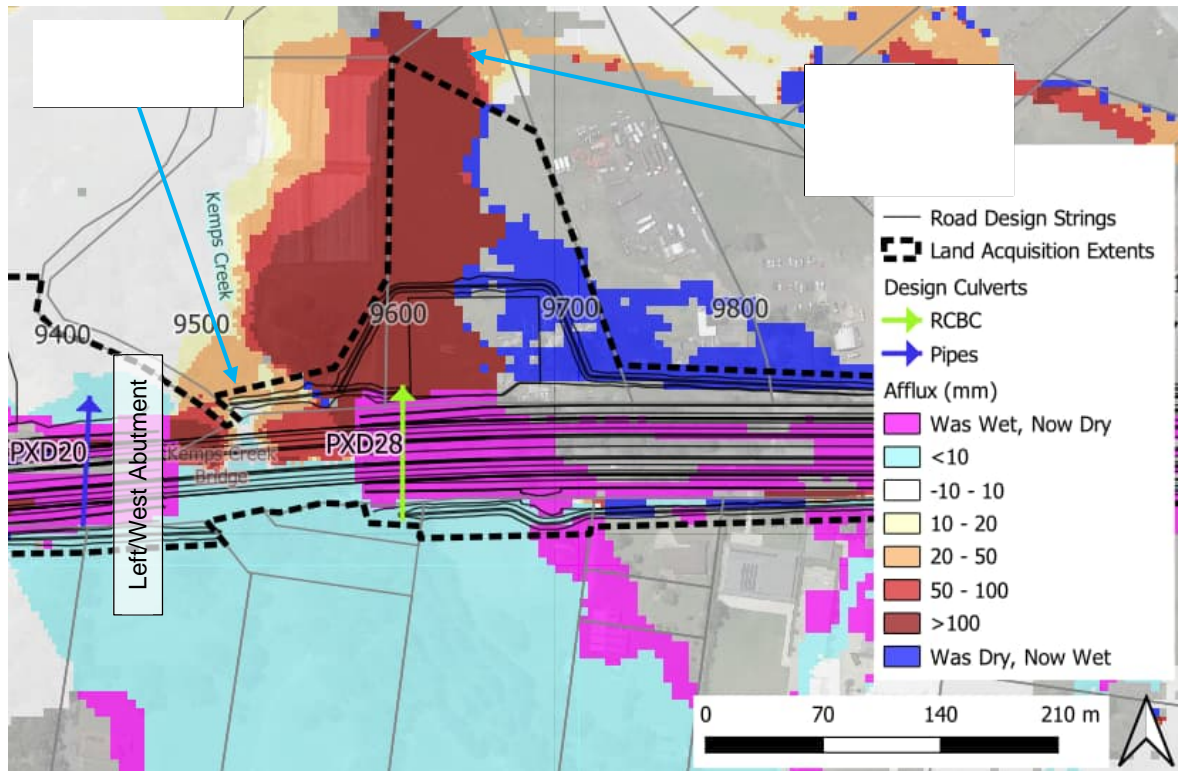 Kemps Creek
9400
9500
9600
9700
9800
Left/West Abutment
PXD20
PXD28
Kemps Creek
Bridge
Road Design Strings
Land Acquisition Extents
Design Culverts
RCBC
Pipes
Afflux (mm)
Was Wet, Now Dry
<10
-10 - 10
10 - 20
20 - 50
50 - 100
>100
Was Dry, Now Wet
0 70 140 210 m